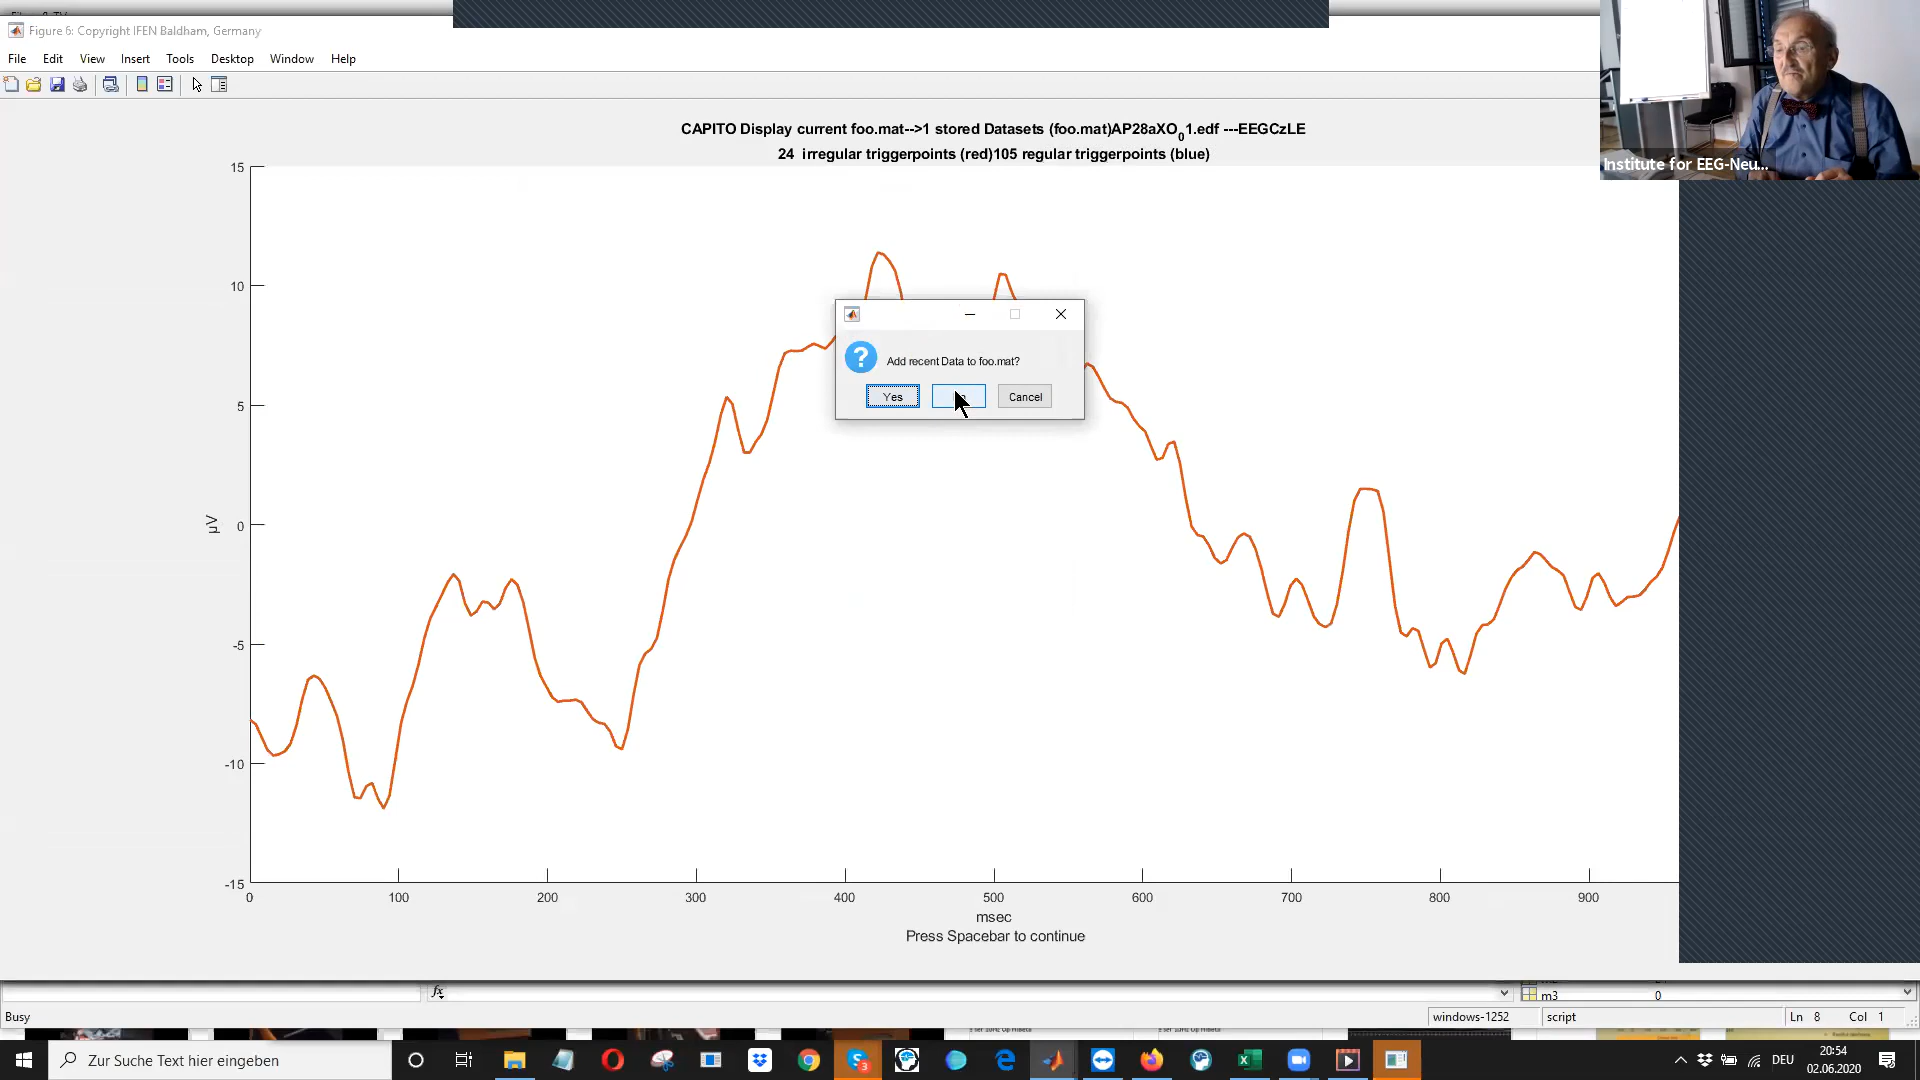 Figure 6: Copyright IFEN Baldham, Germany
File Edit View Insert Tools Desktop Window Help
CAPITO Display current foo.mat-->1 stored Datasets (foo.mat)AP28aXO01.edf ---EEGCzLE
24 irregular triggerpoints (red)105 regular triggerpoints (blue)
Institute for EEG-Neu...
15
10
5
0
-5
-10
-15
µV
Add recent Data to foo.mat?
Yes
Cancel
0 100 200 300 400 500 600 700 800 900
msec
Press Spacebar to continue
fx
m3 0
Busy
windows-1252 script Ln 8 Col 1
Zur Suche Text hier eingeben
3
DEU
20:54
02.06.2020